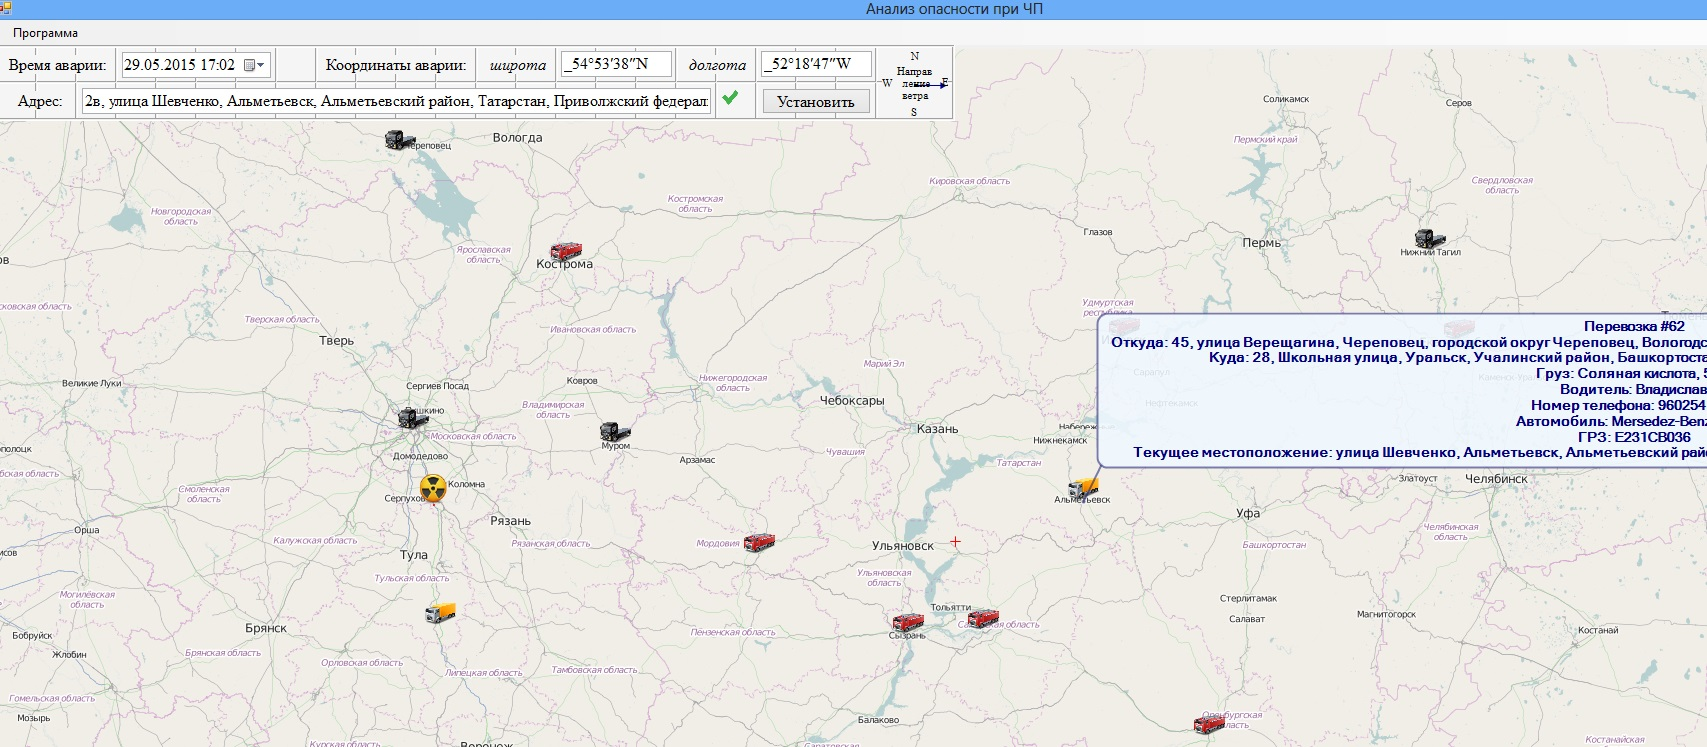 Анализ опасности при ЧП
Программа
Время аварии: 29.05.2015 17:02 Координаты аварии: широта _54°53'38"N долгота _52°18'47"W
Адрес: 2в, улица Шевченко, Альметьевск, Альметьевский район, Татарстан, Приволжский федерал Установить
N
Направ
ление
ветра
W E
S
Соликамск
Серов
Вологда
Пермский край
Кировская область
Свердловская
область
Костромская
область
Новгородская
область
Глазов
Пермь
Ярославская
область
Нижний Тагил
Кострома
Удмуртская
республика
Тверская область
Ивановская область
Тверь
Перевозка #62
Откуда: 45, улица Верещагина, Череповец, городской округ Череповец, Вологодс
Куда: 28, Школьная улица, Уральск, Учалинский район, Башкортоста
Груз: Соляная кислота, 5
Водитель: Владислав
Номер телефона: 960254
Автомобиль: Mersedez-Benz
ГРЗ: E231CB036
Текущее местоположение: улица Шевченко, Альметьевск, Альметьевский рай
Марий Эл
Сарапул
Великие Луки
Сергиев Посад
Ковров
Нижегородская
область
Нефтекамск
Чебоксары
Владимирская
область
Казань
Московская область
Муром
Нижнекамск
Чувашия
Домодедово
Арзамас
Татарстан
Смоленская
область
Коломна
Златоуст
Челябинск
Альметьевск
Рязань
Уфа
Орша
Челябинская
область
Калужская область
Рязанская область
Мордовия
Ульяновск
Башкортостан
Тула
Ульяновская
область
Тульская область
Могилёвская
область
Тольятти
Стерлитамак
Магнитогорск
Салават
Брянск
Пензенская область
Сызрань
Костанай
Бобруйск
Жлобин
Брянская область
Орловская область
Липецкая область
Тамбовская область
Гомельская область
Мозырь
Балаково
Оренбургская
область
Костанайская
Курская область
Воронеж
Саратовская